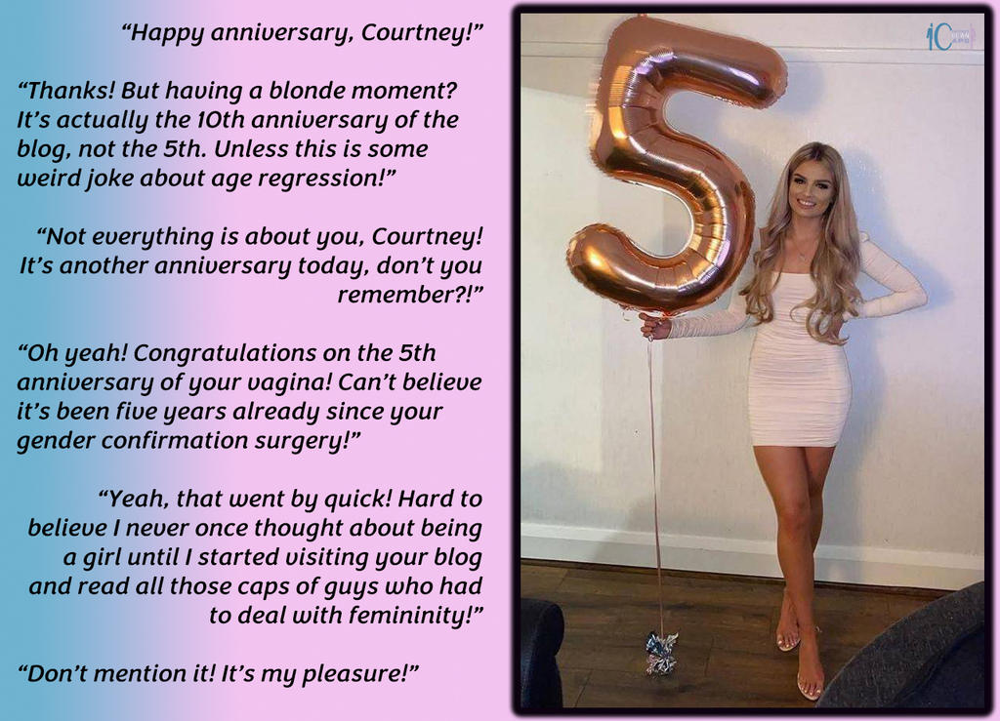 “Happy anniversary, Courtney!”
“Thanks! But having a blonde moment?
It’s actually the 10th anniversary of the
blog, not the 5th. Unless this is some
weird joke about age regression!”
“Not everything is about you, Courtney!
It’s another anniversary today, don’t you
remember?!”
“Oh yeah! Congratulations on the 5th
anniversary of your vagina! Can’t believe
it’s been five years already since your
gender confirmation surgery!”
“Yeah, that went by quick! Hard to
believe I never once thought about being
a girl until I started visiting your blog
and read all those caps of guys who had
to deal with femininity!”
“Don’t mention it! It’s my pleasure!”
5